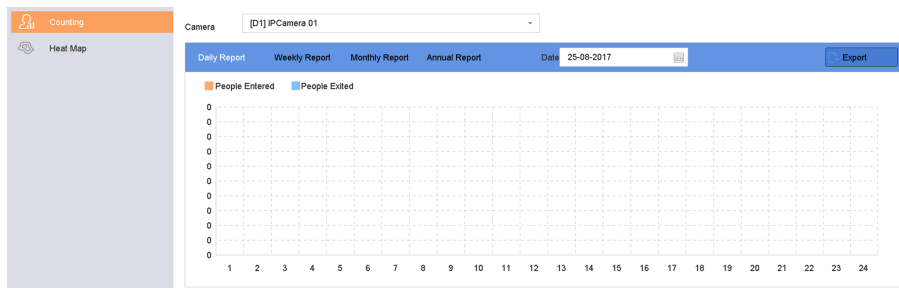 Counting
Heat Map
Camera [D1] IPCamera 01
Daily Report Weekly Report Monthly Report Annual Report Date 25-08-2017 Export
People Entered People Exited
0
0
0
0
0
0
0
0
0
0
0
1 2 3 4 5 6 7 8 9 10 11 12 13 14 15 16 17 18 19 20 21 22 23 24